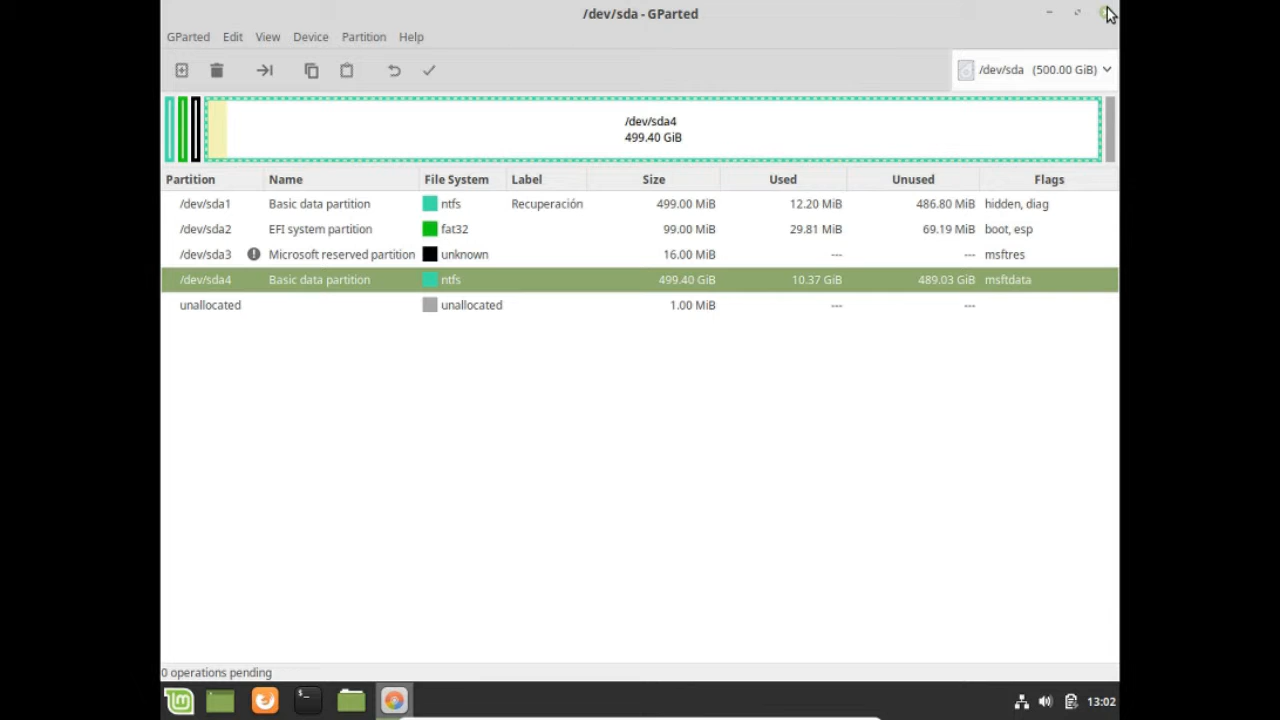 /dev/sda - GParted
GParted Edit View Device Partition Help
/dev/sda (500.00 GiB)
/dev/sda4
499.40 GiB
Partition Name File System Label Size Used Unused Flags
/dev/sda1 Basic data partition ntfs Recuperación 499.00 MiB 12.20 MiB 486.80 MiB hidden, diag
/dev/sda2 EFI system partition fat32 99.00 MiB 29.81 MiB 69.19 MiB boot, esp
/dev/sda3 Microsoft reserved partition unknown 16.00 MiB --- --- msftres
/dev/sda4 Basic data partition ntfs 499.40 GiB 10.37 GiB 489.03 GiB msftdata
unallocated unallocated 1.00 MiB --- ---
0 operations pending
13:02